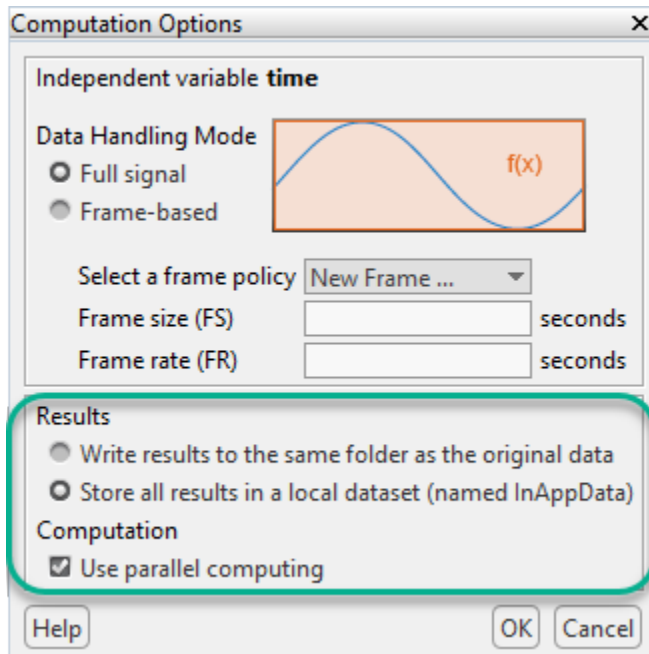 Computation Options
Independent variable time
Data Handling Mode
f(x)
Full signal
Frame-based
Select a frame policy New Frame ...
Frame size (FS) seconds
Frame rate (FR) seconds
Results
Write results to the same folder as the original data
Store all results in a local dataset (named InAppData)
Computation
Use parallel computing
Help OK Cancel